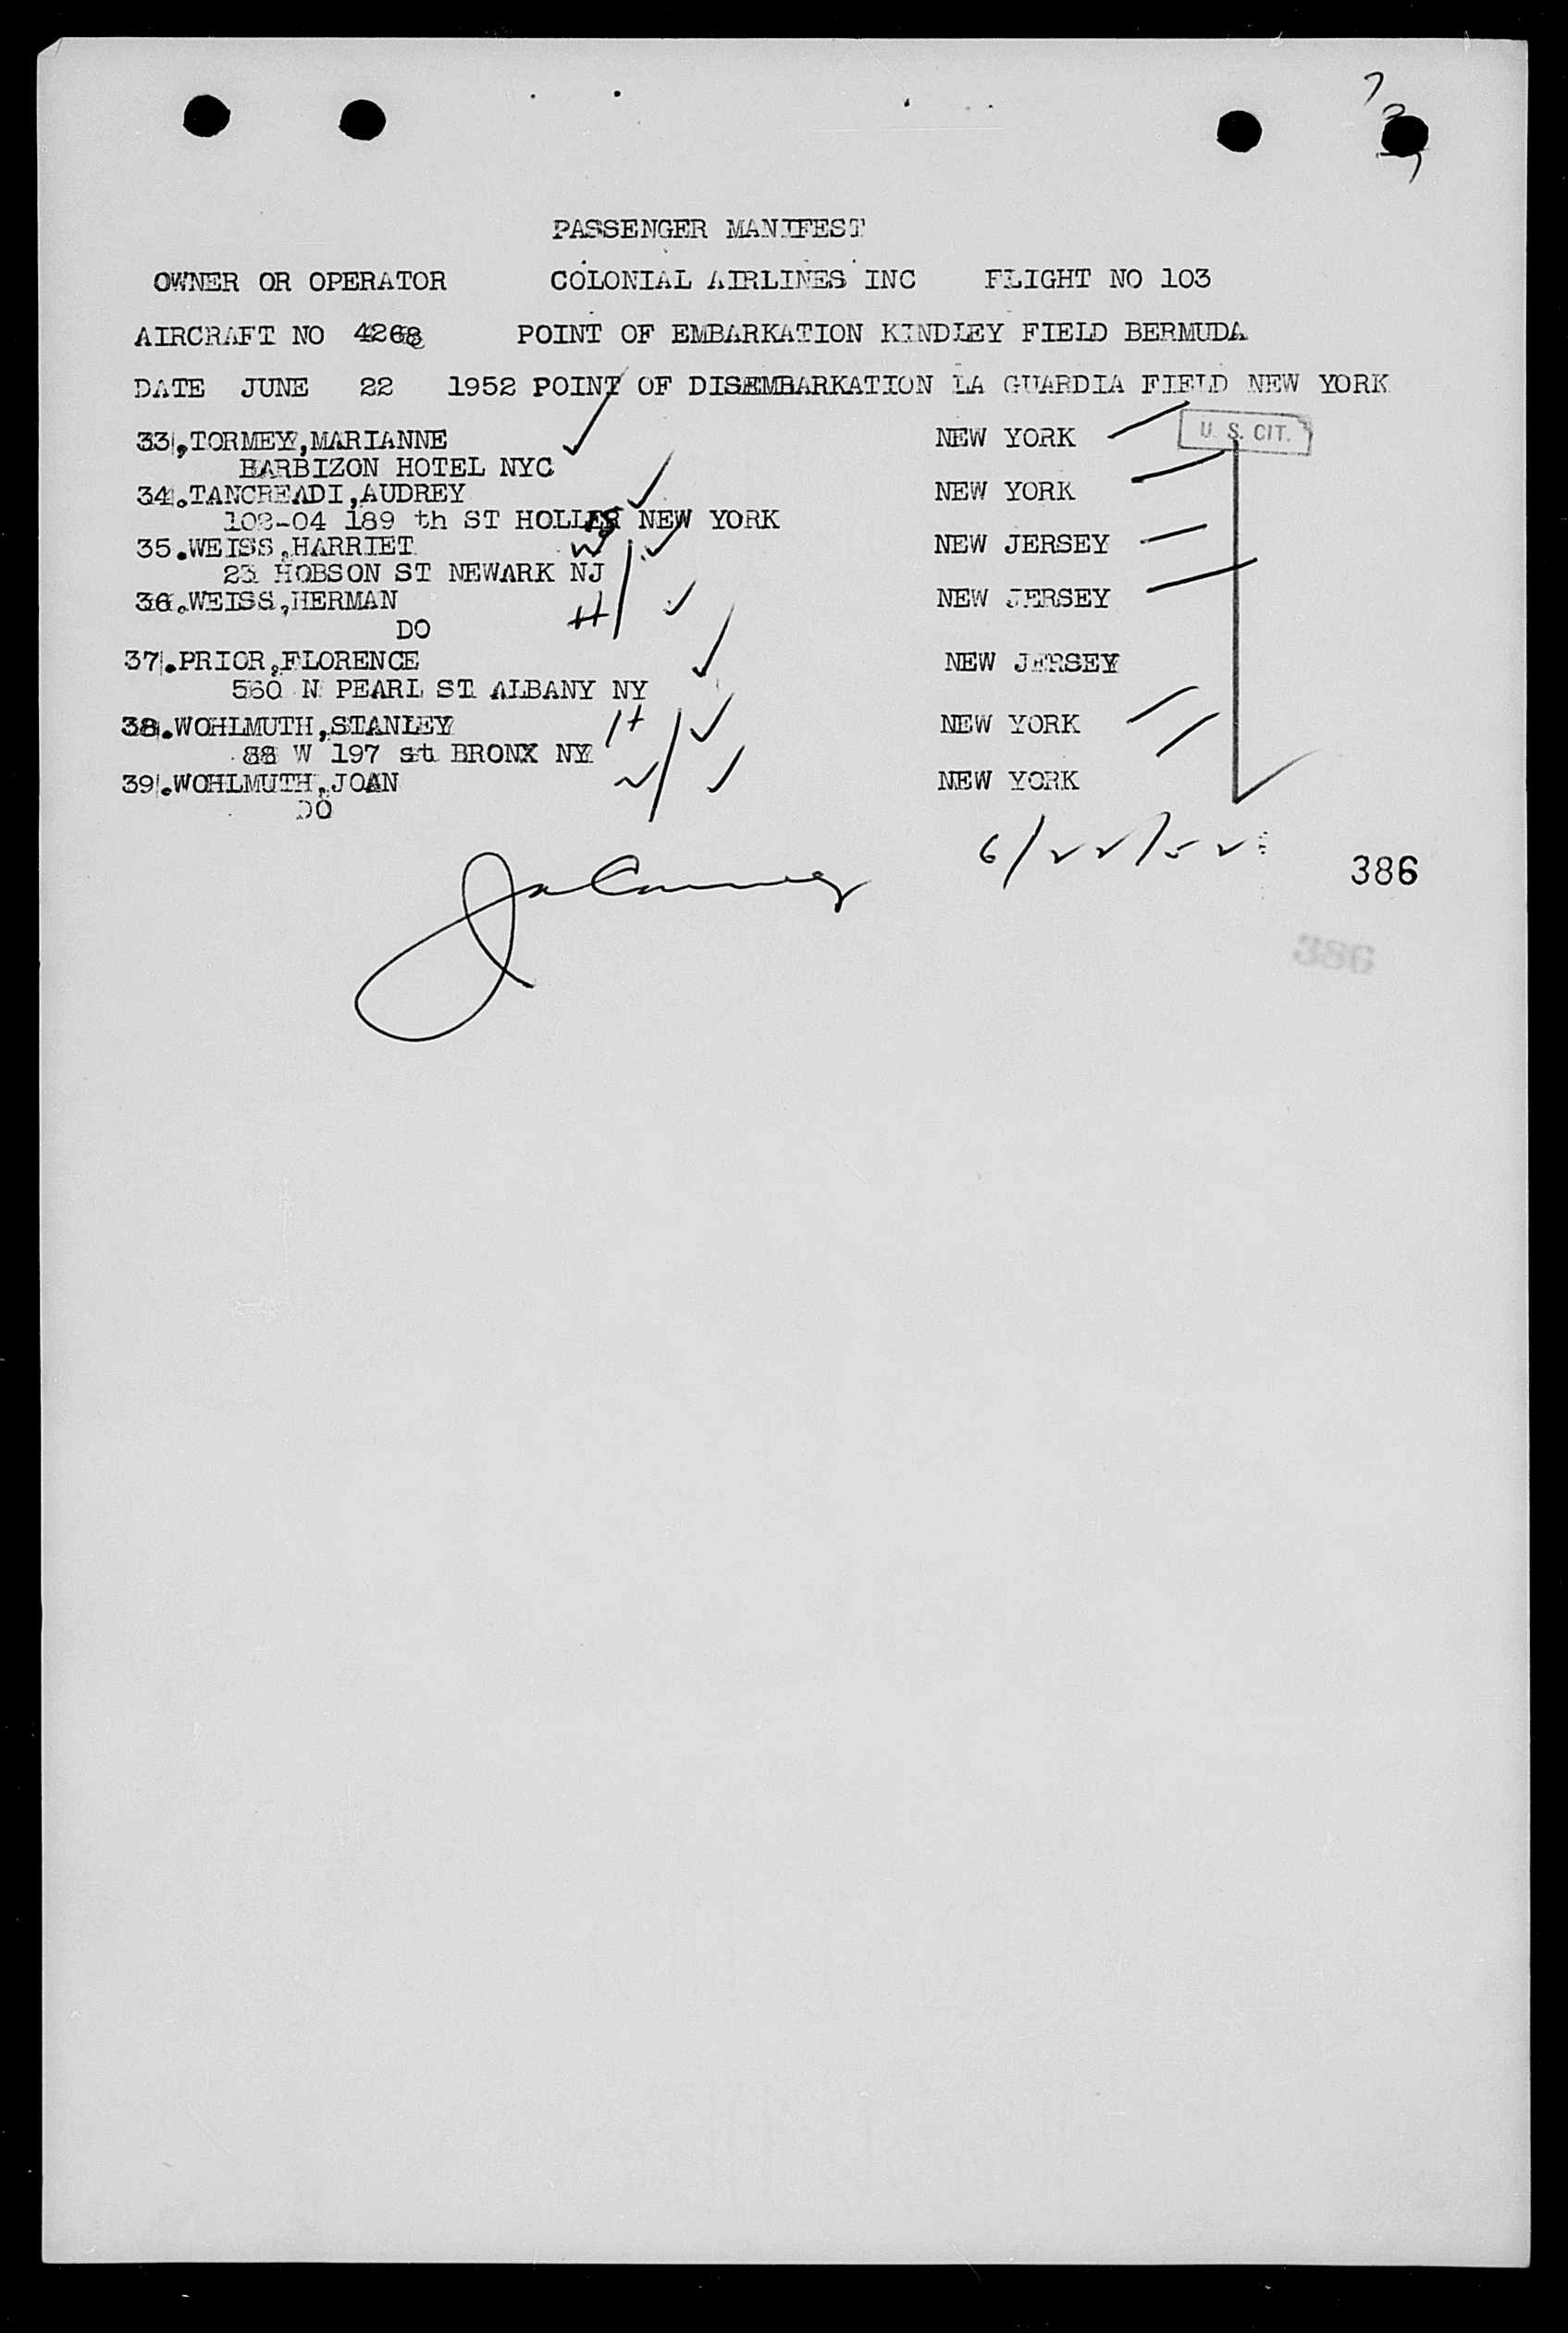 7
PASSENGER MANIFEST
OWNER OR OPERATOR COLONIAL AIRLINES INC FLIGHT NO 103
AIRCRAFT NO 4268 POINT OF EMBARKATION KINDLEY FIELD BERMUDA
DATE JUNE 22 1952 POINT OF DISEMBARKATION LA GUARDIA FIELD NEW YORK
33.TORMEY,MARIANNE NEW YORK U. S. CIT.
BARBIZON HOTEL NYC
34.TANCREADI,AUDREY NEW YORK
NEW YORK
189 th ST
35.WEISS,HARRIET W NEW JERSEY
23 HOBSON ST NEWARK NJ
36.WEISS,HERMAN H NEW JERSEY
DO
37.PRIOR,FLORENCE NEW JERSEY
560 N PEARL ST ALBANY NY
38.WOHLMUTH,STANLEY H NEW YORK
88 W 197 st BRONX NY
39.WOHLMUTH,JOAN W NEW YORK
DO
6/22/52
386
386